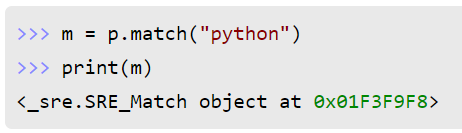 >>> m = p.match("python")
>>> print(m)
<_sre.SRE_Match object at 0x01F3F9F8>